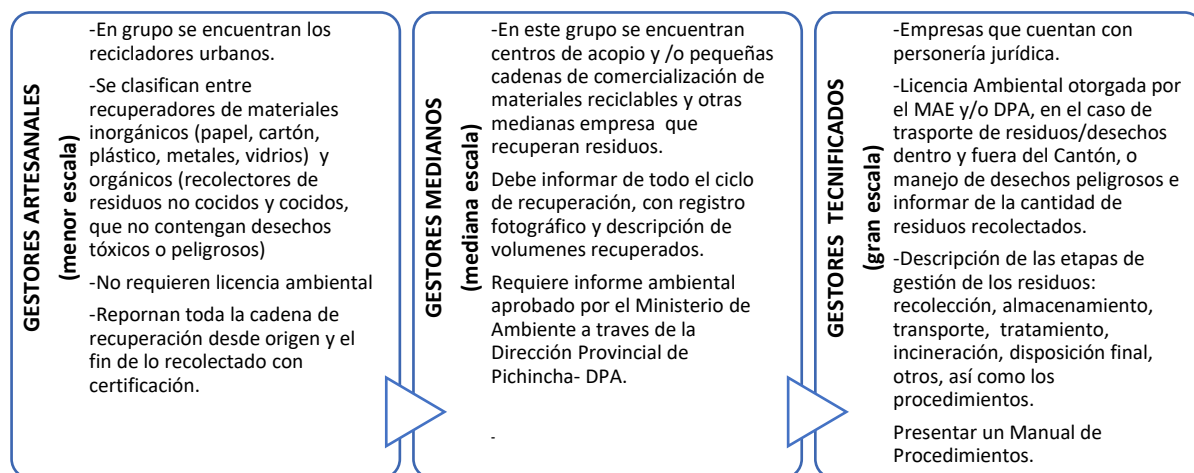 GESTORES ARTESANALES
(menor escala)
-En grupo se encuentran los
recicladores urbanos.
-Se clasifican entre
recuperadores de materiales
inorgánicos (papel, cartón,
plástico, metales, vidrios) y
orgánicos (recolectores de
residuos no cocidos y cocidos,
que no contengan desechos
tóxicos o peligrosos)
-No requieren licencia ambiental
-Repornan toda la cadena de
recuperación desde origen y el
fin de lo recolectado con
certificación.
GESTORES MEDIANOS
(mediana escala)
-En este grupo se encuentran
centros de acopio y /o pequeñas
cadenas de comercialización de
materiales reciclables y otras
medianas empresa que
recuperan residuos.
Debe informar de todo el ciclo
de recuperación, con registro
fotográfico y descripción de
volumenes recuperados.
Requiere informe ambiental
aprobado por el Ministerio de
Ambiente a traves de la
Dirección Provincial de
Pichincha- DPA.
-
GESTORES TECNIFICADOS
(gran escala)
-Empresas que cuentan con
personería jurídica.
-Licencia Ambiental otorgada por
el MAE y/o DPA, en el caso de
trasporte de residuos/desechos
dentro y fuera del Cantón, o
manejo de desechos peligrosos e
informar de la cantidad de
residuos recolectados.
-Descripción de las etapas de
gestión de los residuos:
recolección, almacenamiento,
transporte, tratamiento,
incineración, disposición final,
otros, así como los
procedimientos.
Presentar un Manual de
Procedimientos.